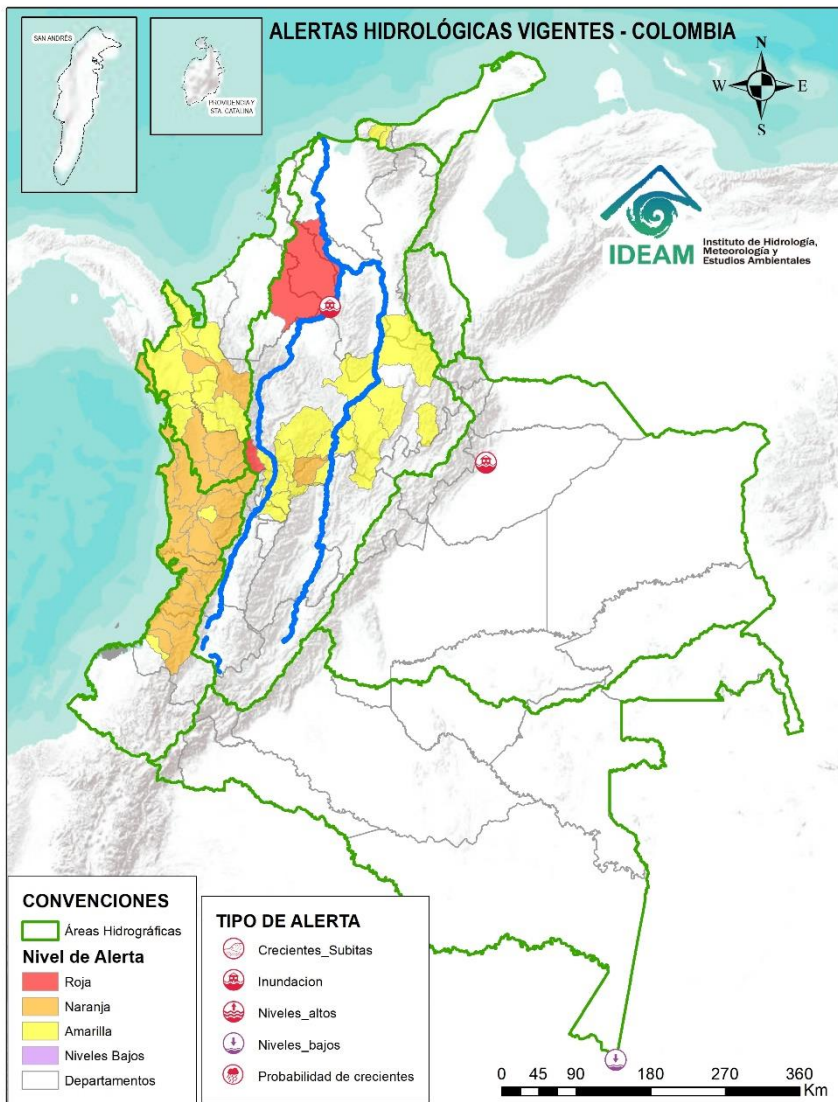 SAN ANDRÉS
PROVIDENCIA Y
STA. CATALINA
ALERTAS HIDROLÓGICAS VIGENTES - COLOMBIA
N
W
E
S
IDEAM
Instituto de Hidrología,
Meteorología y
Estudios Ambientales
CONVENCIONES
Áreas Hidrográficas
Nivel de Alerta
Roja
Naranja
Amarilla
Niveles Bajos
Departamentos
TIPO DE ALERTA
Crecientes_Subitas
Inundacion
Niveles_altos
Niveles_bajos
Probabilidad de crecientes
0 45 90 180 270 360
Km